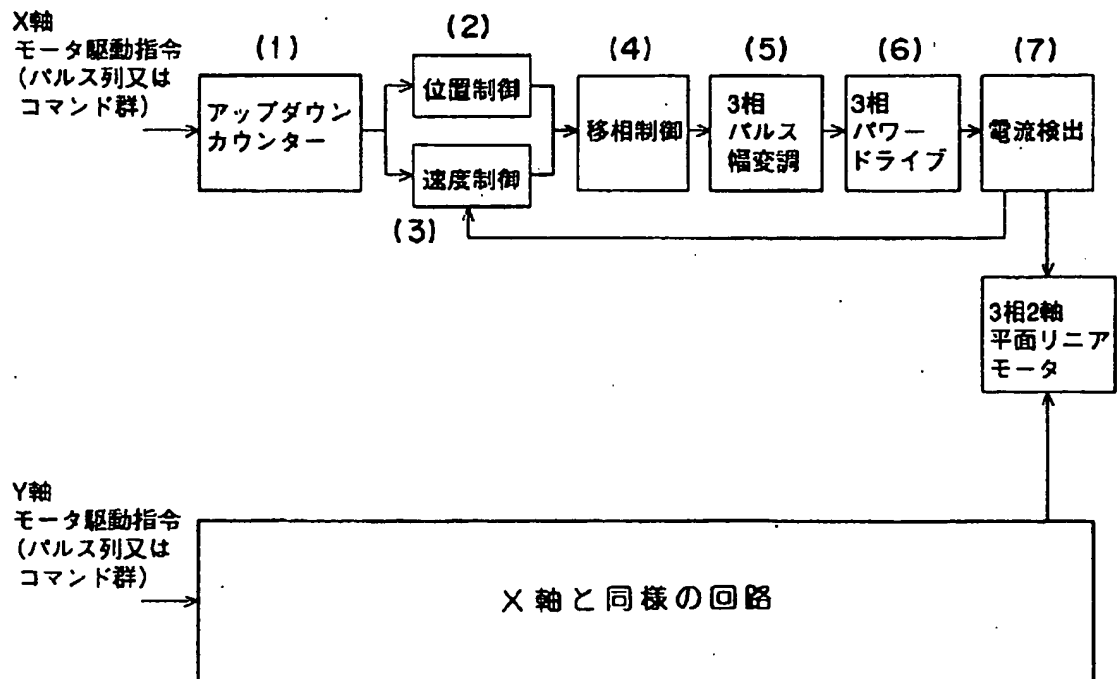 X軸
モータ駆動指令
(パルス列又は
コマンド群)
(1)
アップダウン
カウンター
(2)
位置制御
速度制御
(3)
(4)
移相制御
(5)
3相
パルス
幅変調
(6)
3相
パワー
ドライブ
(7)
電流検出
3相2軸
平面リニア
モータ
Y軸
モータ駆動指令
(パルス列又は
コマンド群)
X軸と同様の回路